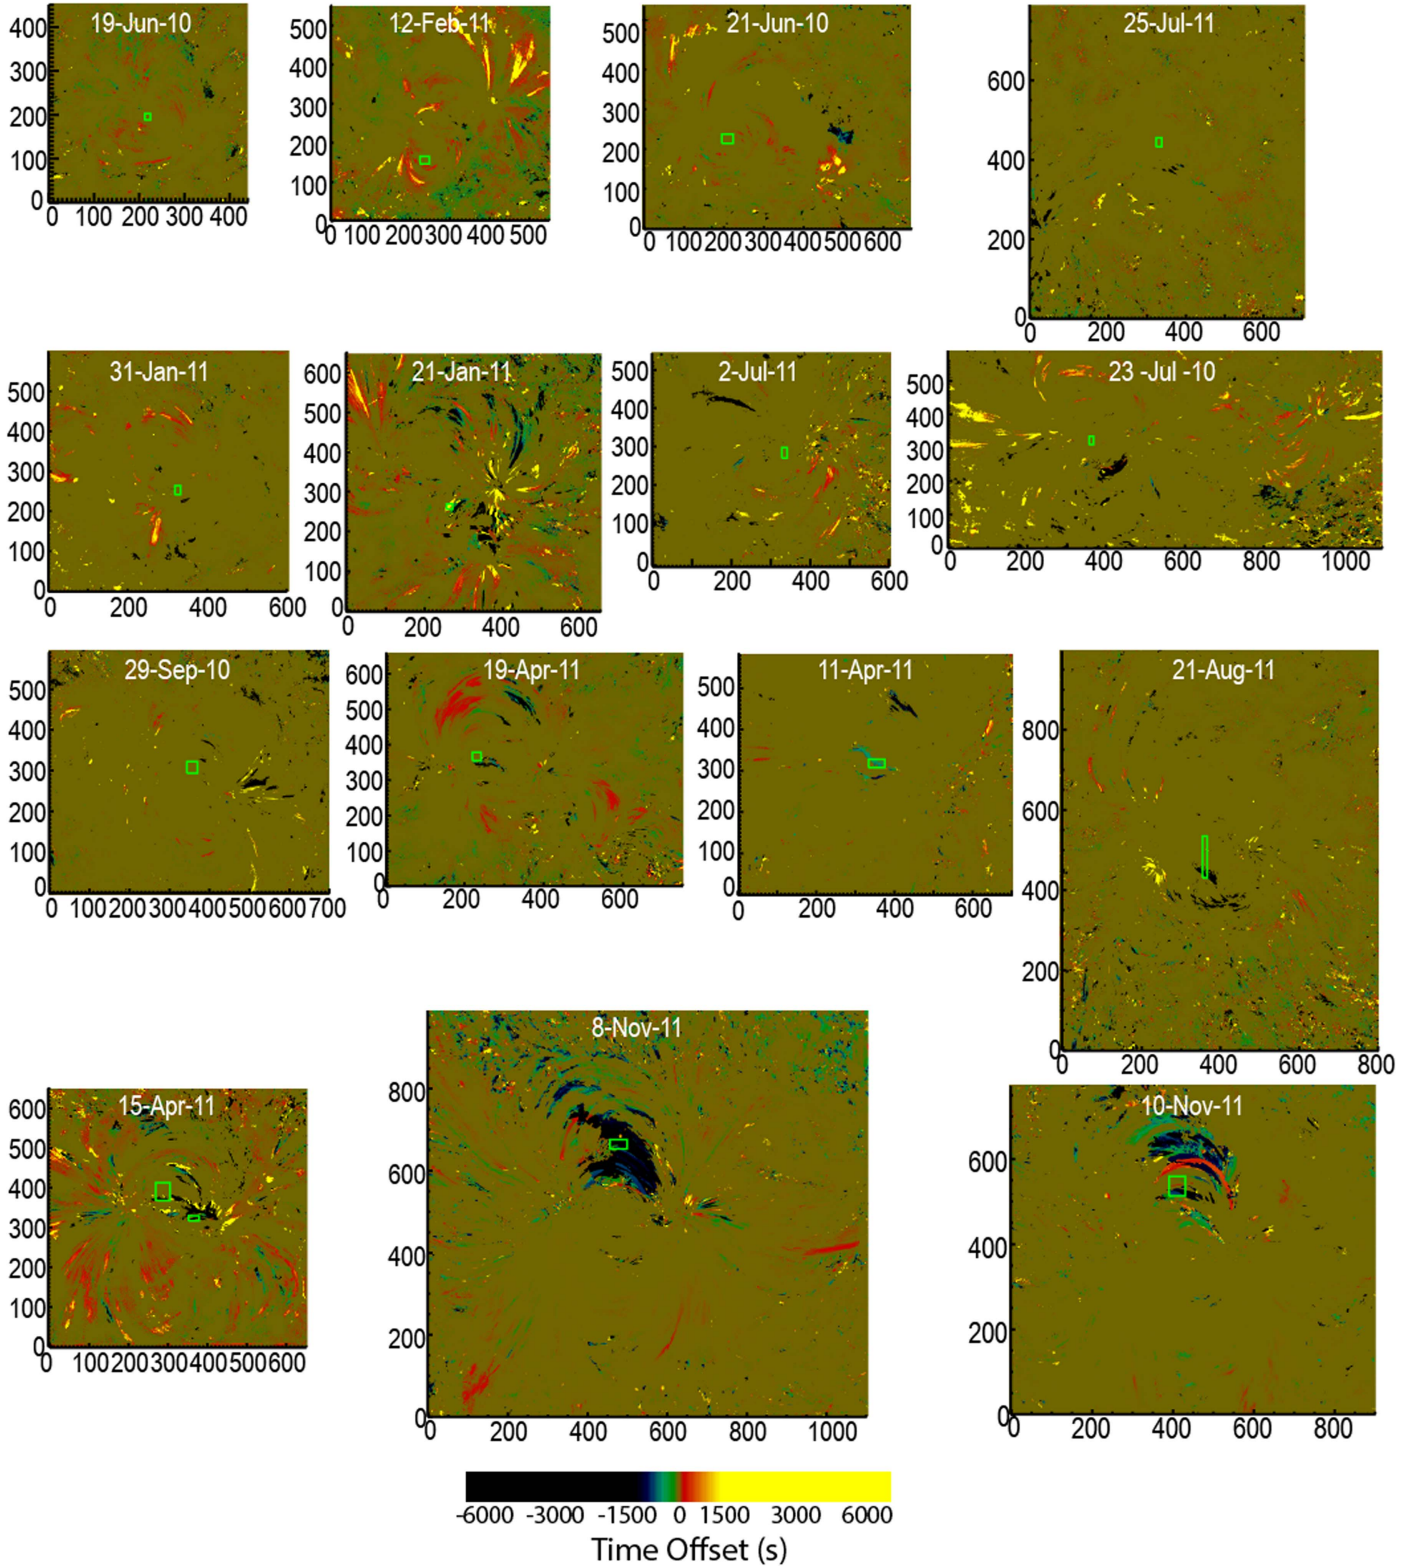 19-Jun-10
400
300
200
100
0
0 100 200 300 400
12-Feb-11
500
400
300
200
100
0
0 100 200 300 400 500
21-Jun-10
500
400
300
200
100
0
0 100 200 300 400 500 600
25-Jul-11
600
400
200
0
0 200 400 600
31-Jan-11
500
400
300
200
100
0
0 200 400 600
21-Jan-11
600
500
400
300
200
100
0
0 200 400 600
2-Jul-11
500
400
300
200
100
0
0 200 400 600
23 -Jul -10
500
400
300
200
100
0
0 200 400 600 800 1000
29-Sep-10
500
400
300
200
100
0
0 100 200 300 400 500 600 700
19-Apr-11
600
500
400
300
200
100
0
0 200 400 600
11-Apr-11
500
400
300
200
100
0
0 200 400 600
21-Aug-11
800
600
400
200
0
0 200 400 600 800
15-Apr-11
600
500
400
300
200
100
0
0 100 200 300 400 500 600
8-Nov-11
800
600
400
200
0
0 200 400 600 800 1000
10-Nov-11
600
400
200
0
0 200 400 600 800
-6000 -3000 -1500 0 1500 3000 6000
Time Offset (s)